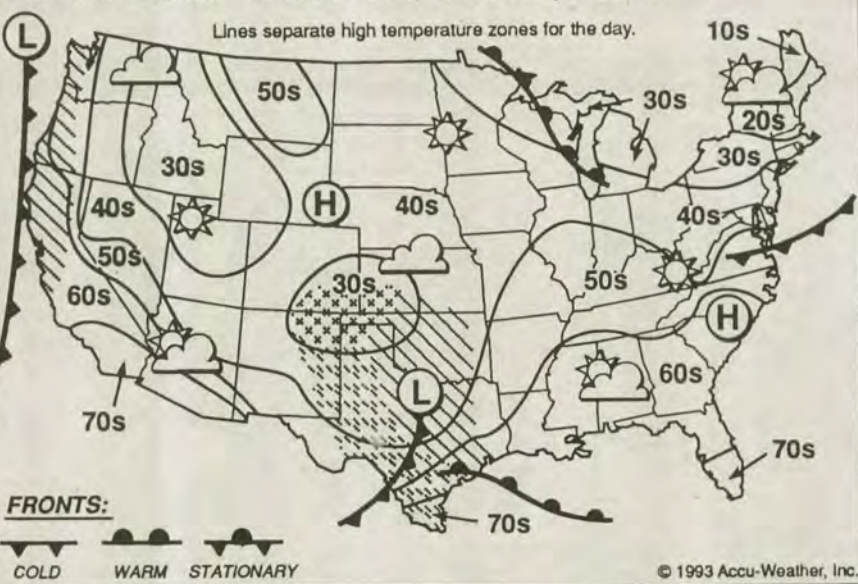 Lines separate high temperature zones for the day.
L
10s
50s
30s
20s
30s
30s
40s
H
40s
40s
50s
30s
50s
60s
H
60s
L
70s
70s
70s
FRONTS:
COLD WARM STATIONARY
© 1993 Accu-Weather, Inc.